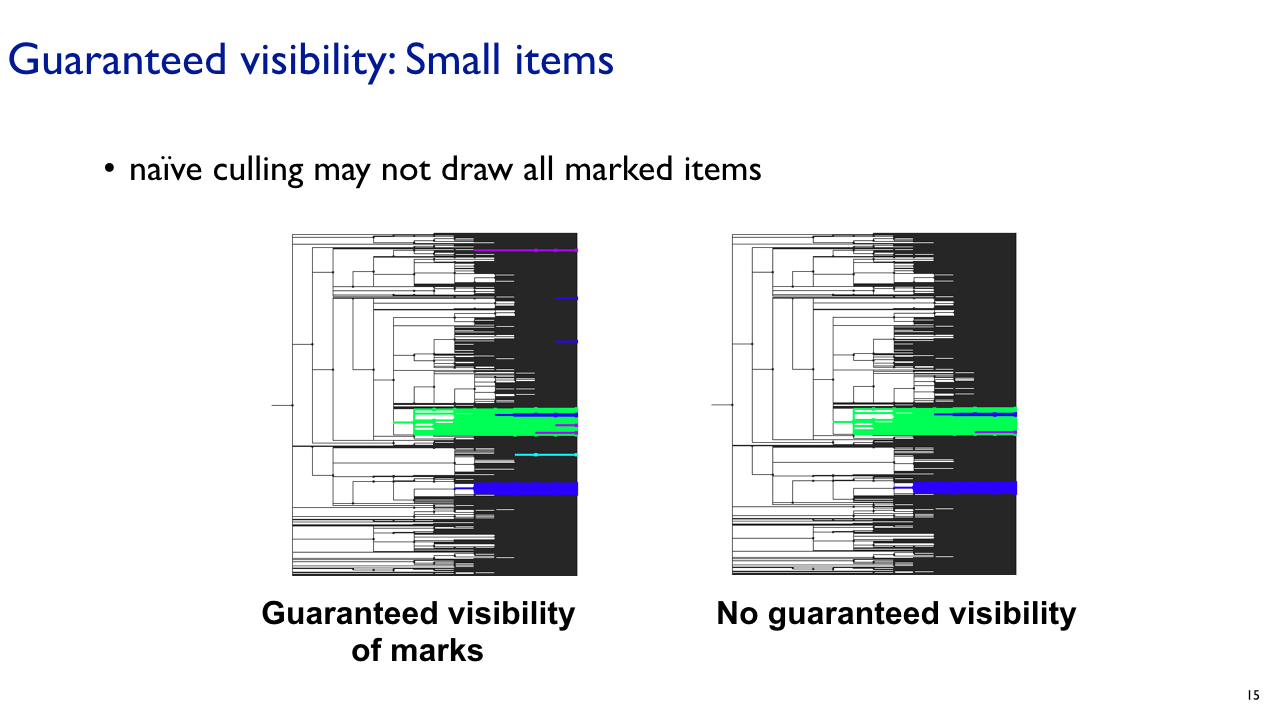 Guaranteed visibility: Small items
• naïve culling may not draw all marked items
Guaranteed visibility
of marks
No guaranteed visibility
15